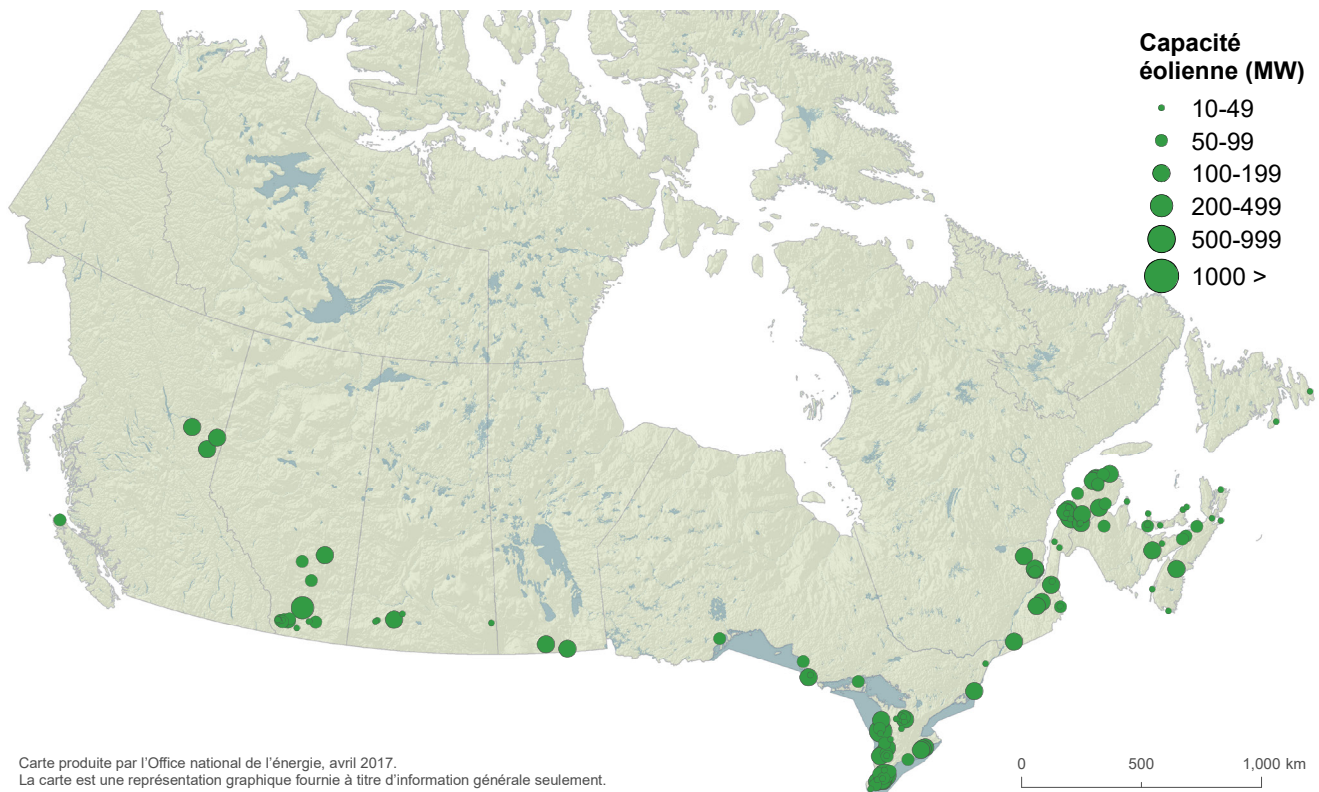 Capacité
éolienne (MW)
10-49
50-99
100-199
200-499
500-999
1000 >
Carte produite par l’Office national de l’énergie, avril 2017.
La carte est une représentation graphique fournie à titre d’information générale seulement.
0 500 1,000 km